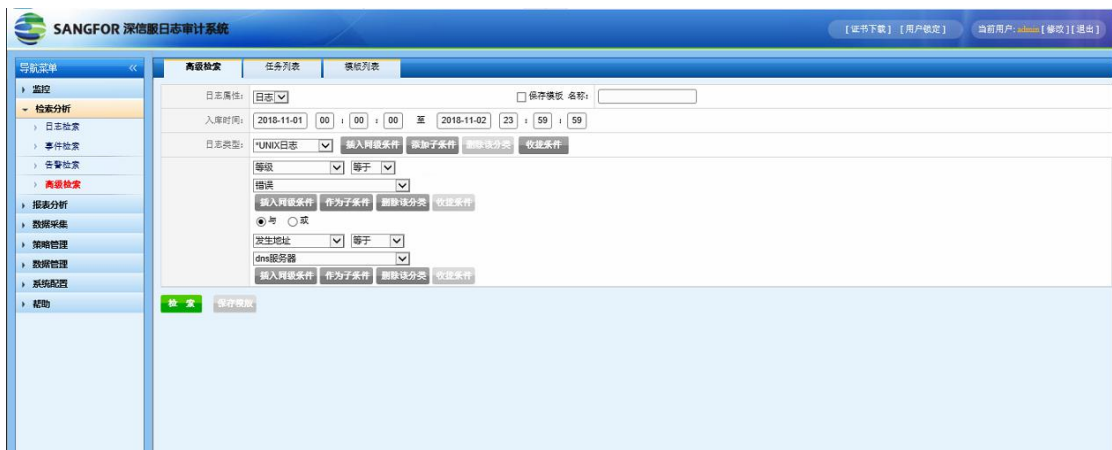 SANGFOR 深信服日志审计系统
[证书下载] [用户锁定] 当前用户: admin [修改][退出]
导航菜单
高级检索 任务列表 模板列表
监控
检索分析
日志检索
事件检索
告警检索
高级检索
报表分析
数据采集
策略管理
数据管理
系统配置
帮助
日志属性: 日志 保存模板 名称:
入库时间: 2018-11-01 00 : 00 : 00 至 2018-11-02 23 : 59 : 59
日志类型: *UNIX日志 插入同级条件 添加子条件 删除该分类 收拢条件
等级 等于
错误
插入同级条件 作为子条件 删除该分类 收拢条件
与 或
发生地址 等于
dns服务器
插入同级条件 作为子条件 删除该分类 收拢条件
检 索 保存模板